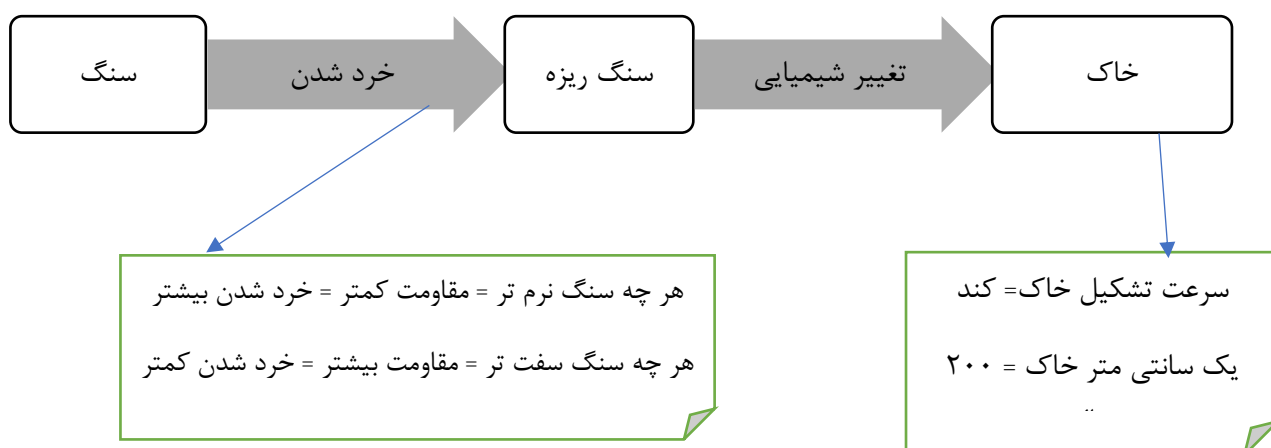 سنگ
خرد شدن
سنگ ریزه
تغییر شیمیایی
خاک
هر چه سنگ نرم تر = مقاومت کمتر = خرد شدن بیشتر
هر چه سنگ سفت تر = مقاومت بیشتر = خرد شدن کمتر
سرعت تشکیل خاک= کند
یک سانتی متر خاک = ۲۰۰